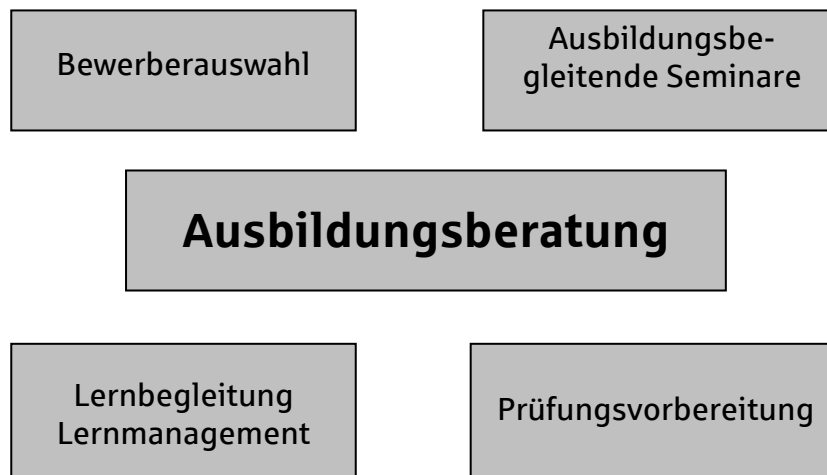 Bewerberauswahl
Ausbildungsbe-
gleitende Seminare
Ausbildungsberatung
Lernbegleitung
Lernmanagement
Prüfungsvorbereitung